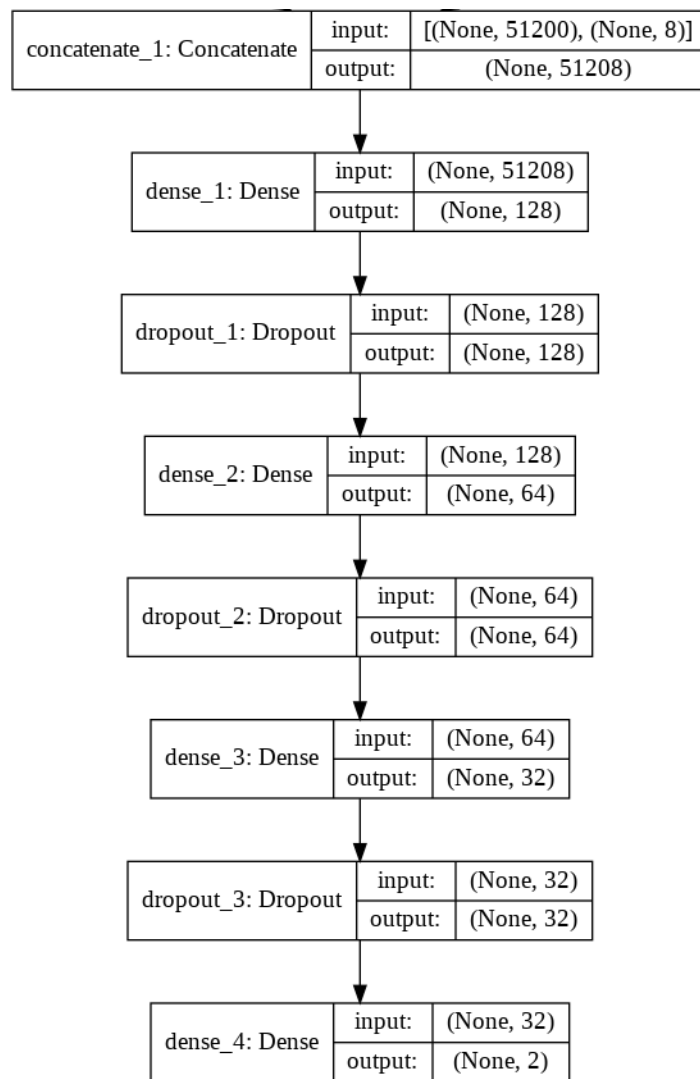 concatenate_1: Concatenate
input: [(None, 51200), (None, 8)]
output: (None, 51208)
dense_1: Dense
input: (None, 51208)
output: (None, 128)
dropout_1: Dropout
input: (None, 128)
output: (None, 128)
dense_2: Dense
input: (None, 128)
output: (None, 64)
dropout_2: Dropout
input: (None, 64)
output: (None, 64)
dense_3: Dense
input: (None, 64)
output: (None, 32)
dropout_3: Dropout
input: (None, 32)
output: (None, 32)
dense_4: Dense
input: (None, 32)
output: (None, 2)